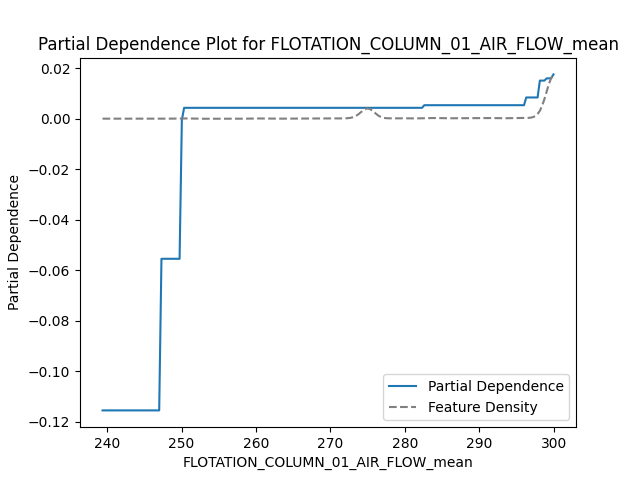 Partial Dependence Plot for FLOTATION_COLUMN_01_AIR_FLOW_mean
0.02
0.00
−0.02
−0.04
−0.06
−0.08
−0.10
−0.12
Partial Dependence
Partial Dependence
Feature Density
240 250 260 270 280 290 300
FLOTATION_COLUMN_01_AIR_FLOW_mean